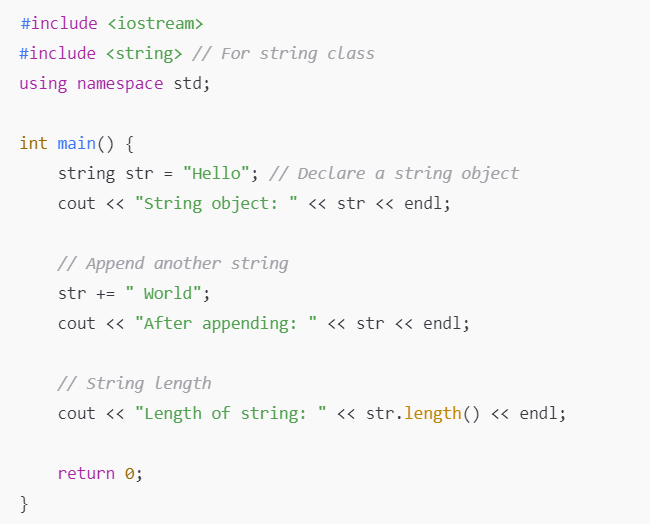 #include <iostream>
#include <string> // For string class
using namespace std;
int main() {
string str = "Hello"; // Declare a string object
cout << "String object: " << str << endl;
// Append another string
str += " World";
cout << "After appending: " << str << endl;
// String length
cout << "Length of string: " << str.length() << endl;
return 0;
}